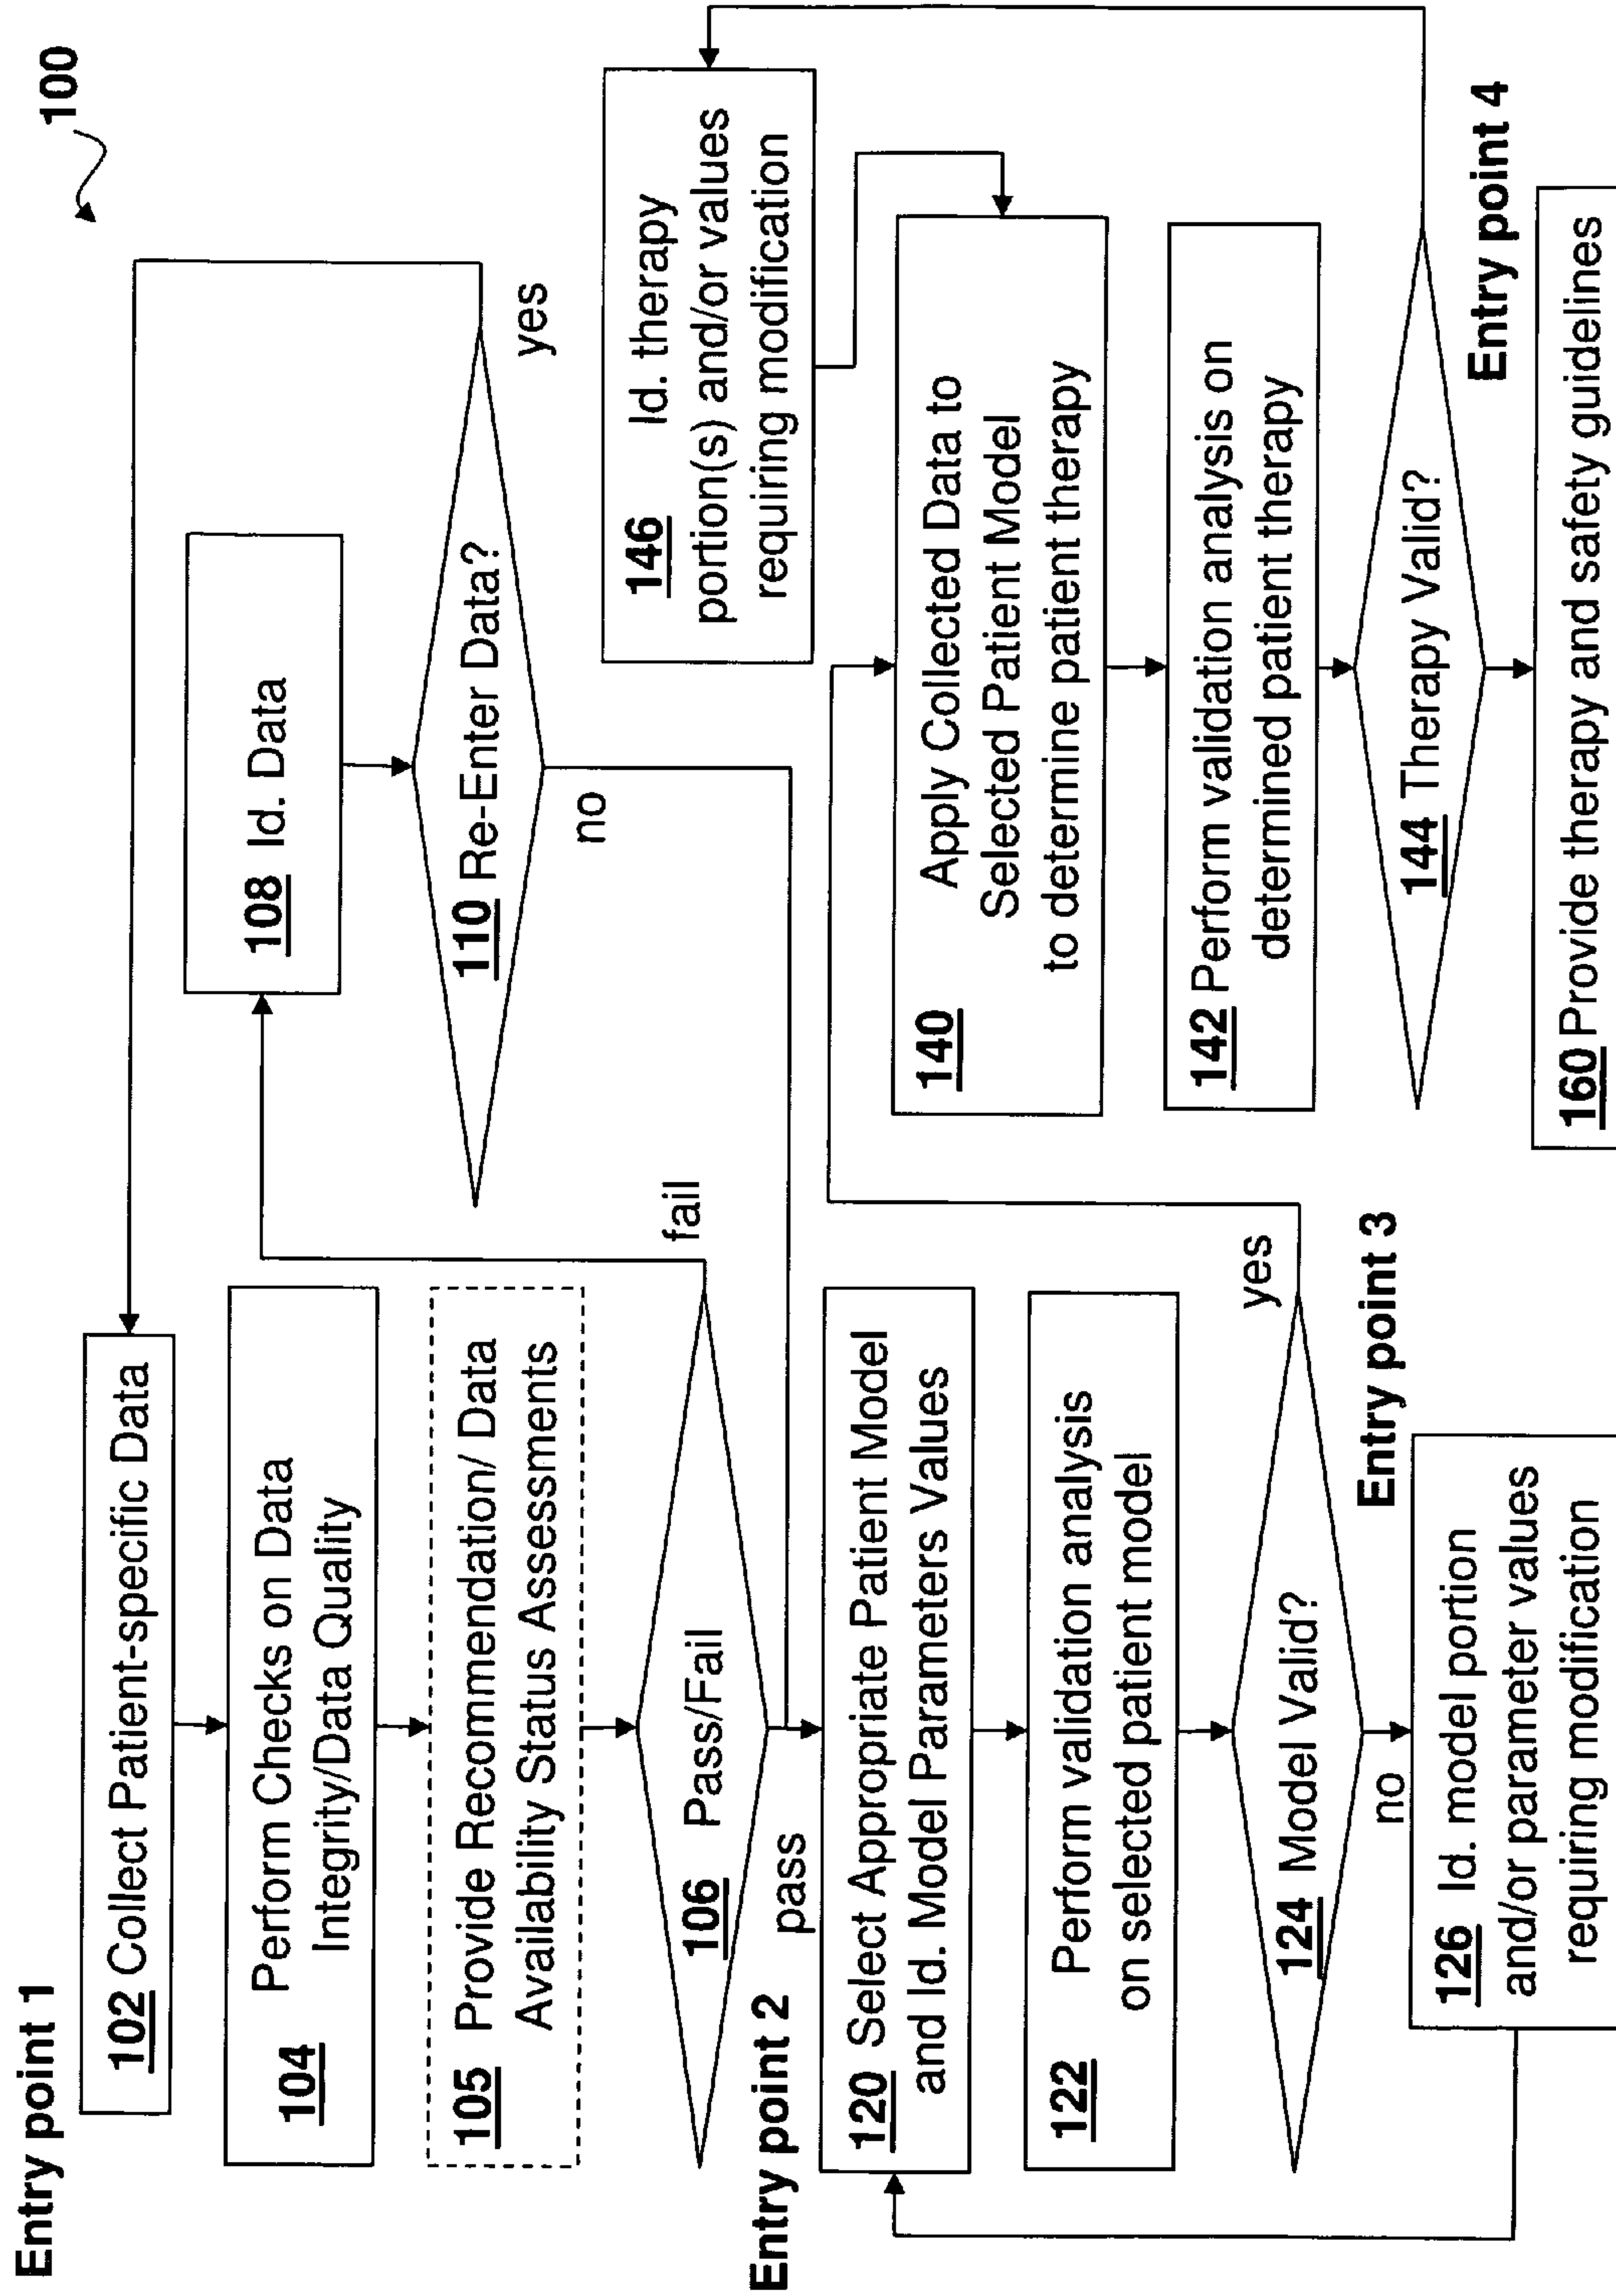 100
Entry point 1
102 Collect Patient-specific Data
104 Perform Checks on Data
Integrity/Data Quality
105 Provide Recommendation/ Data
Availability Status Assessments
106 Pass/Fail
fail
pass
108 Id. Data
110 Re-Enter Data?
yes
no
Entry point 2
120 Select Appropriate Patient Model
and Id. Model Parameters Values
122 Perform validation analysis
on selected patient model
124 Model Valid?
yes
no
Entry point 3
126 Id. model portion
and/or parameter values
requiring modification
146 Id. therapy
portion(s) and/or values
requiring modification
140 Apply Collected Data to
Selected Patient Model
to determine patient therapy
142 Perform validation analysis on
determined patient therapy
144 Therapy Valid?
Entry point 4
160 Provide therapy and safety guidelines